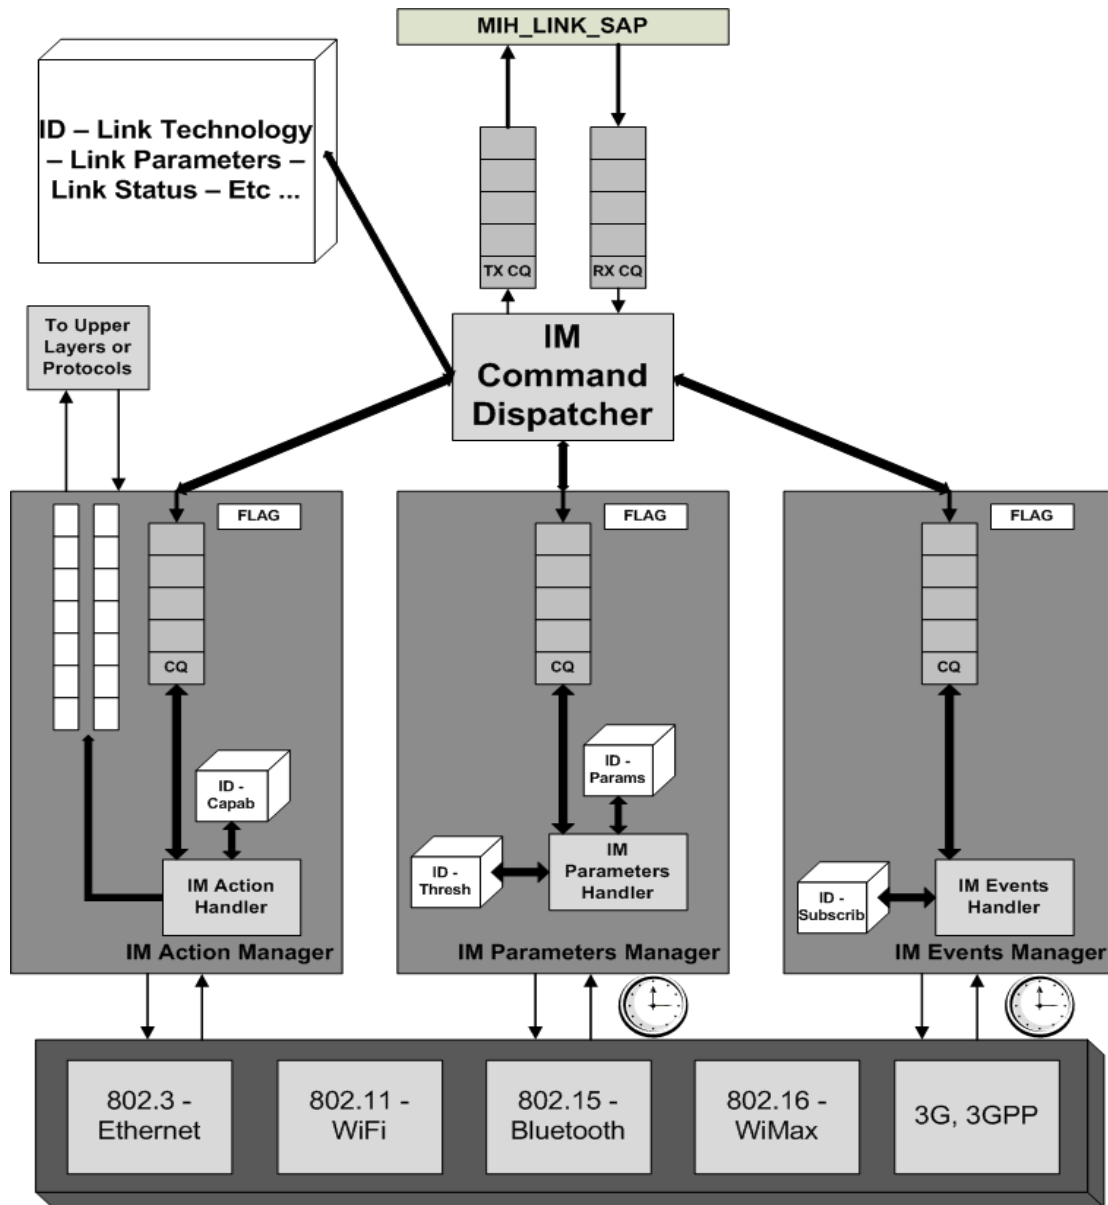 MIH_LINK_SAP
ID – Link Technology
– Link Parameters –
Link Status – Etc ...
TX CQ
RX CQ
To Upper
Layers or
Protocols
IM
Command
Dispatcher
FLAG
FLAG
FLAG
CQ
CQ
CQ
ID -
Capab
ID -
Params
ID -
Thresh
ID -
Subscrib
IM Action
Handler
IM
Parameters
Handler
IM Events
Handler
IM Action Manager
IM Parameters Manager
IM Events Manager
802.3 -
Ethernet
802.11 -
WiFi
802.15 -
Bluetooth
802.16 -
WiMax
3G, 3GPP